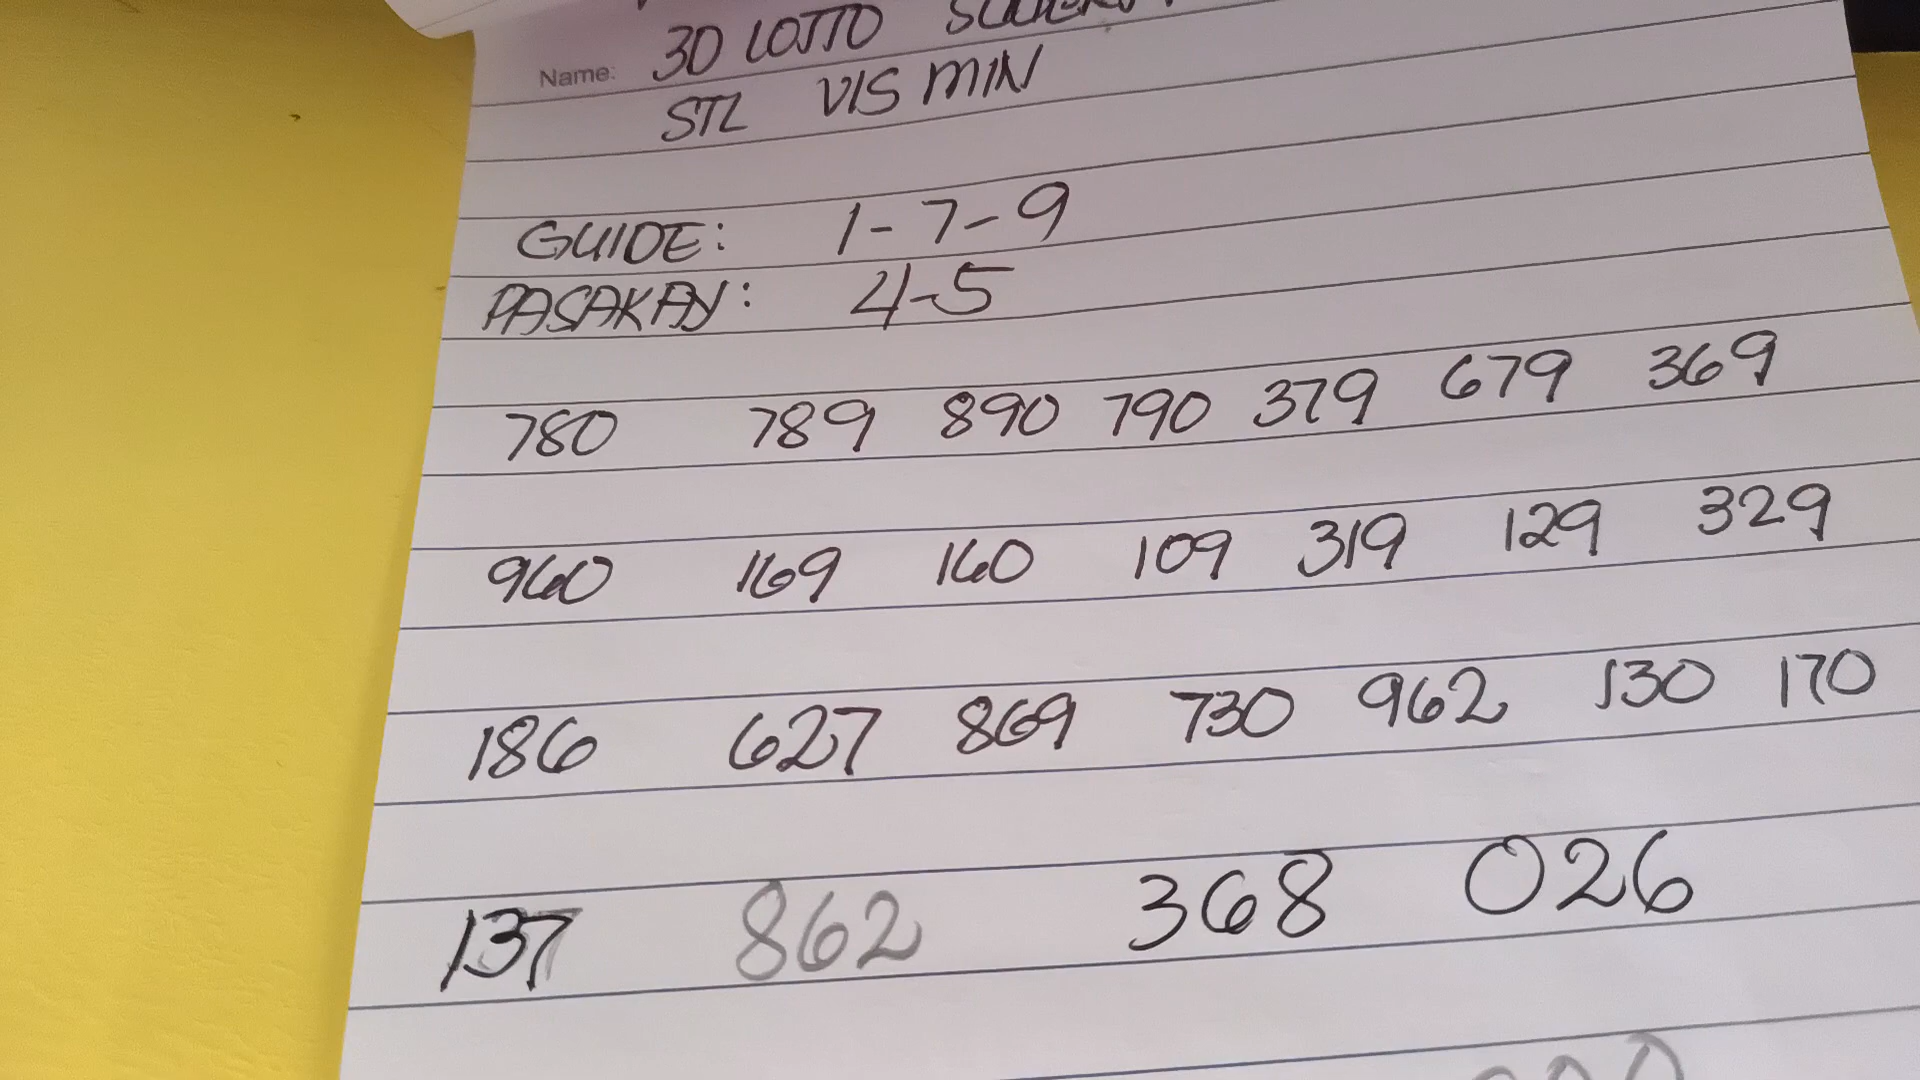 Name: 3D LOTTO
STL VIS MIN
GUIDE: 1-7-9
PASAKAY: 4-5
780 789 890 790 379 679 369
960 169 160 109 319 129 329
186 627 869 730 962 130 170
137 862 368 026